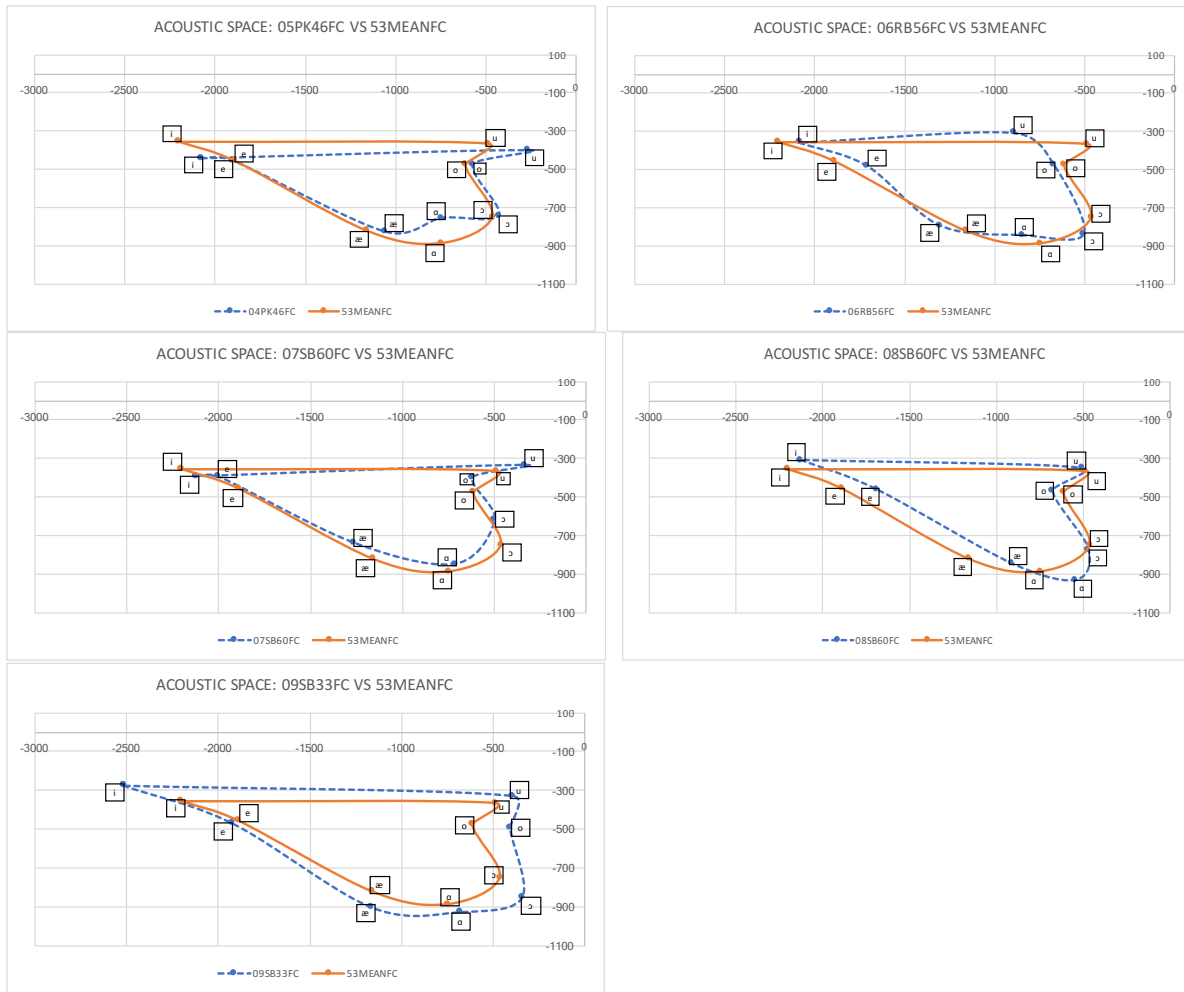 ACOUSTIC SPACE: 05PK46FC VS 53MEANFC
100
-3000 -2500 -2000 -1500 -1000 -500 0
-100
-300
-500
-700
-900
-1100
i
e
i
e
u
u
o
o
ɑ
ɔ
ɔ
æ
æ
ɑ
04PK46FC 53MEANFC
ACOUSTIC SPACE: 06RB56FC VS 53MEANFC
100
-3000 -2500 -2000 -1500 -1000 -500 0
-100
-300
-500
-700
-900
-1100
u
i
u
i
e
e
o
o
æ
æ
ɑ
ɔ
ɔ
ɑ
06RB56FC 53MEANFC
ACOUSTIC SPACE: 07SB60FC VS 53MEANFC
100
-3000 -2500 -2000 -1500 -1000 -500 0
-100
-300
-500
-700
-900
-1100
i
e
u
i
e
o
u
o
ɔ
æ
ɔ
æ
ɑ
ɑ
07SB60FC 53MEANFC
ACOUSTIC SPACE: 08SB60FC VS 53MEANFC
100
-3000 -2500 -2000 -1500 -1000 -500 0
-100
-300
-500
-700
-900
-1100
i
u
i
u
e
e
o
o
ɔ
æ
ɔ
æ
ɑ
ɑ
08SB60FC 53MEANFC
ACOUSTIC SPACE: 09SB33FC VS 53MEANFC
100
-3000 -2500 -2000 -1500 -1000 -500 0
-100
-300
-500
-700
-900
-1100
i
u
i
u
e
e
o
o
æ
ɔ
æ
ɑ
ɔ
ɑ
09SB33FC 53MEANFC